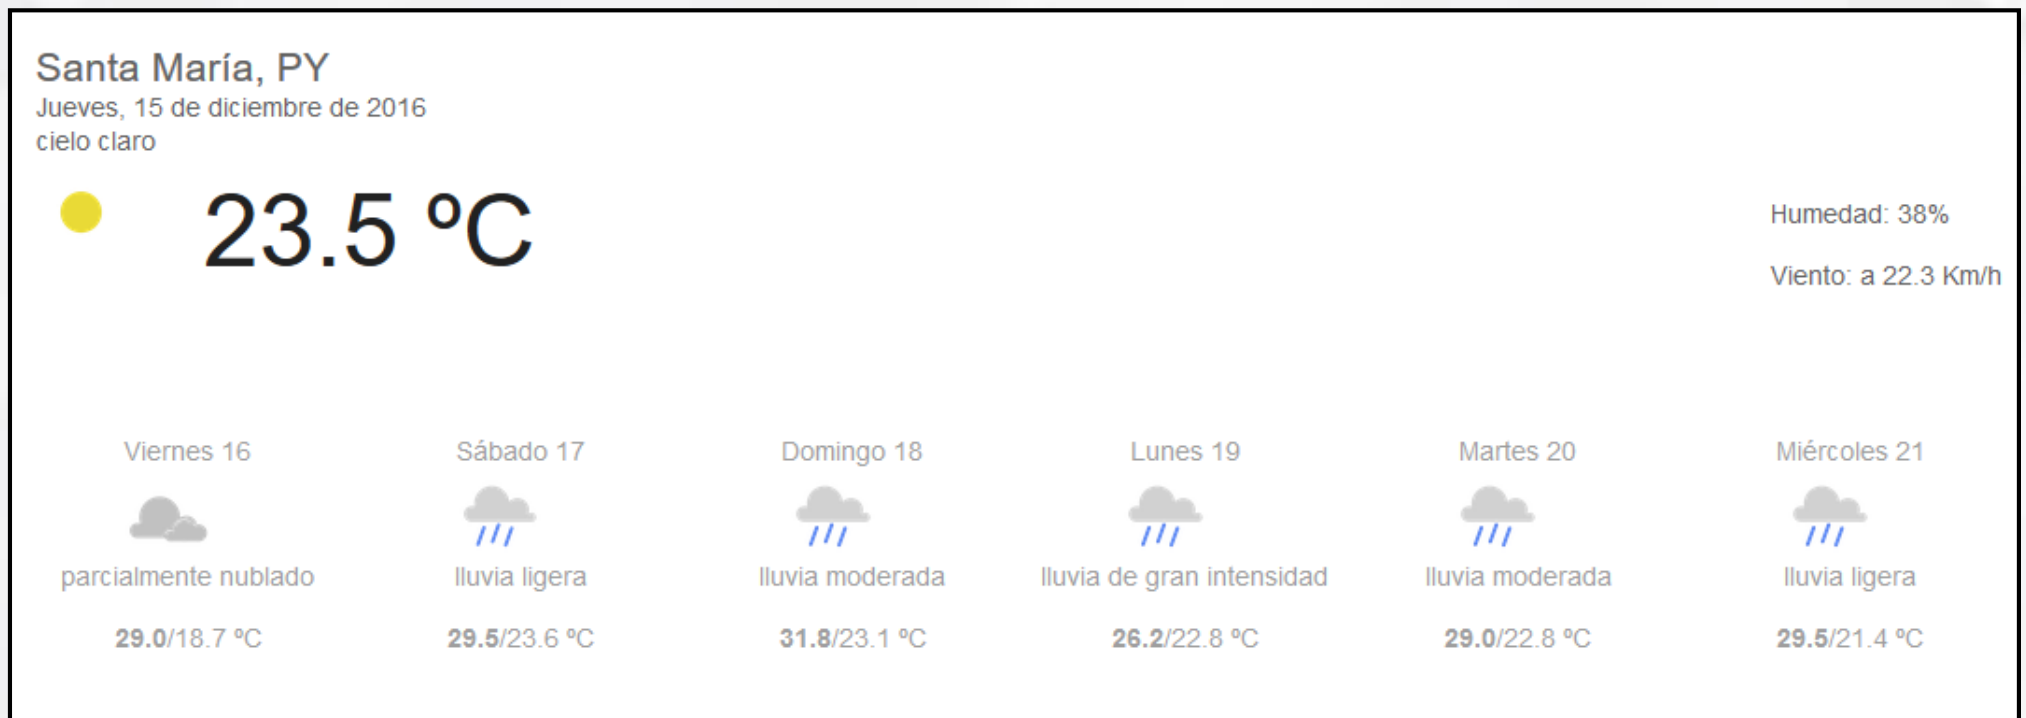 Santa María, PY
Jueves, 15 de diciembre de 2016
cielo claro
23.5 ºC
Humedad: 38%
Viento: a 22.3 Km/h
Viernes 16
parcialmente nublado
29.0/18.7 ºC
Sábado 17
lluvia ligera
29.5/23.6 ºC
Domingo 18
lluvia moderada
31.8/23.1 ºC
Lunes 19
lluvia de gran intensidad
26.2/22.8 ºC
Martes 20
lluvia moderada
29.0/22.8 ºC
Miércoles 21
lluvia ligera
29.5/21.4 ºC